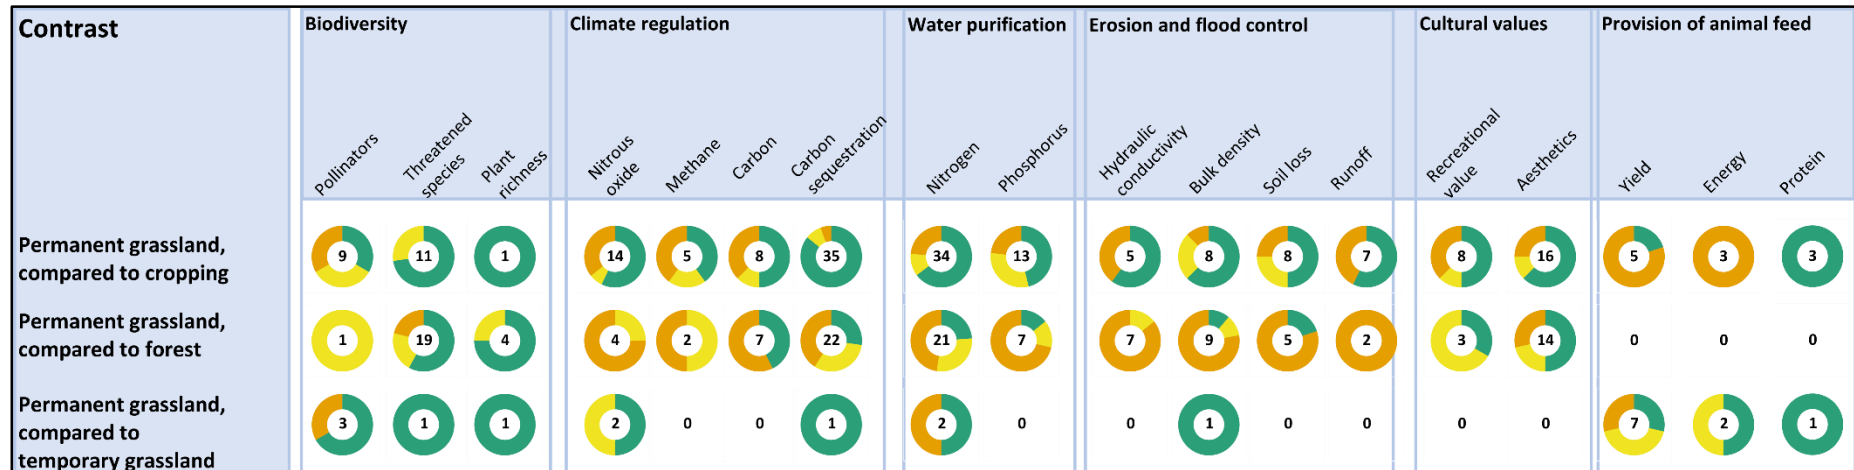 Contrast
Biodiversity
Climate regulation
Water purification
Erosion and flood control
Cultural values
Provision of animal feed
Pollinators
Threatened
species
Plant
richness
Nitrous
oxide
Methane
Carbon
Carbon
sequestration
Nitrogen
Phosphorus
Hydraulic
conductivity
Bulk density
Soil loss
Runoff
Recreational
value
Aesthetics
Yield
Energy
Protein
Permanent grassland,
compared to cropping
9 11 1 14 5 8 35 34 13 5 8 8 7 8 16 5 3 3
Permanent grassland,
compared to forest
1 19 4 4 2 7 22 21 7 7 9 5 2 3 14 0 0 0
Permanent grassland,
compared to
temporary grassland
3 1 1 2 0 0 1 2 0 0 1 0 0 0 0 7 2 1